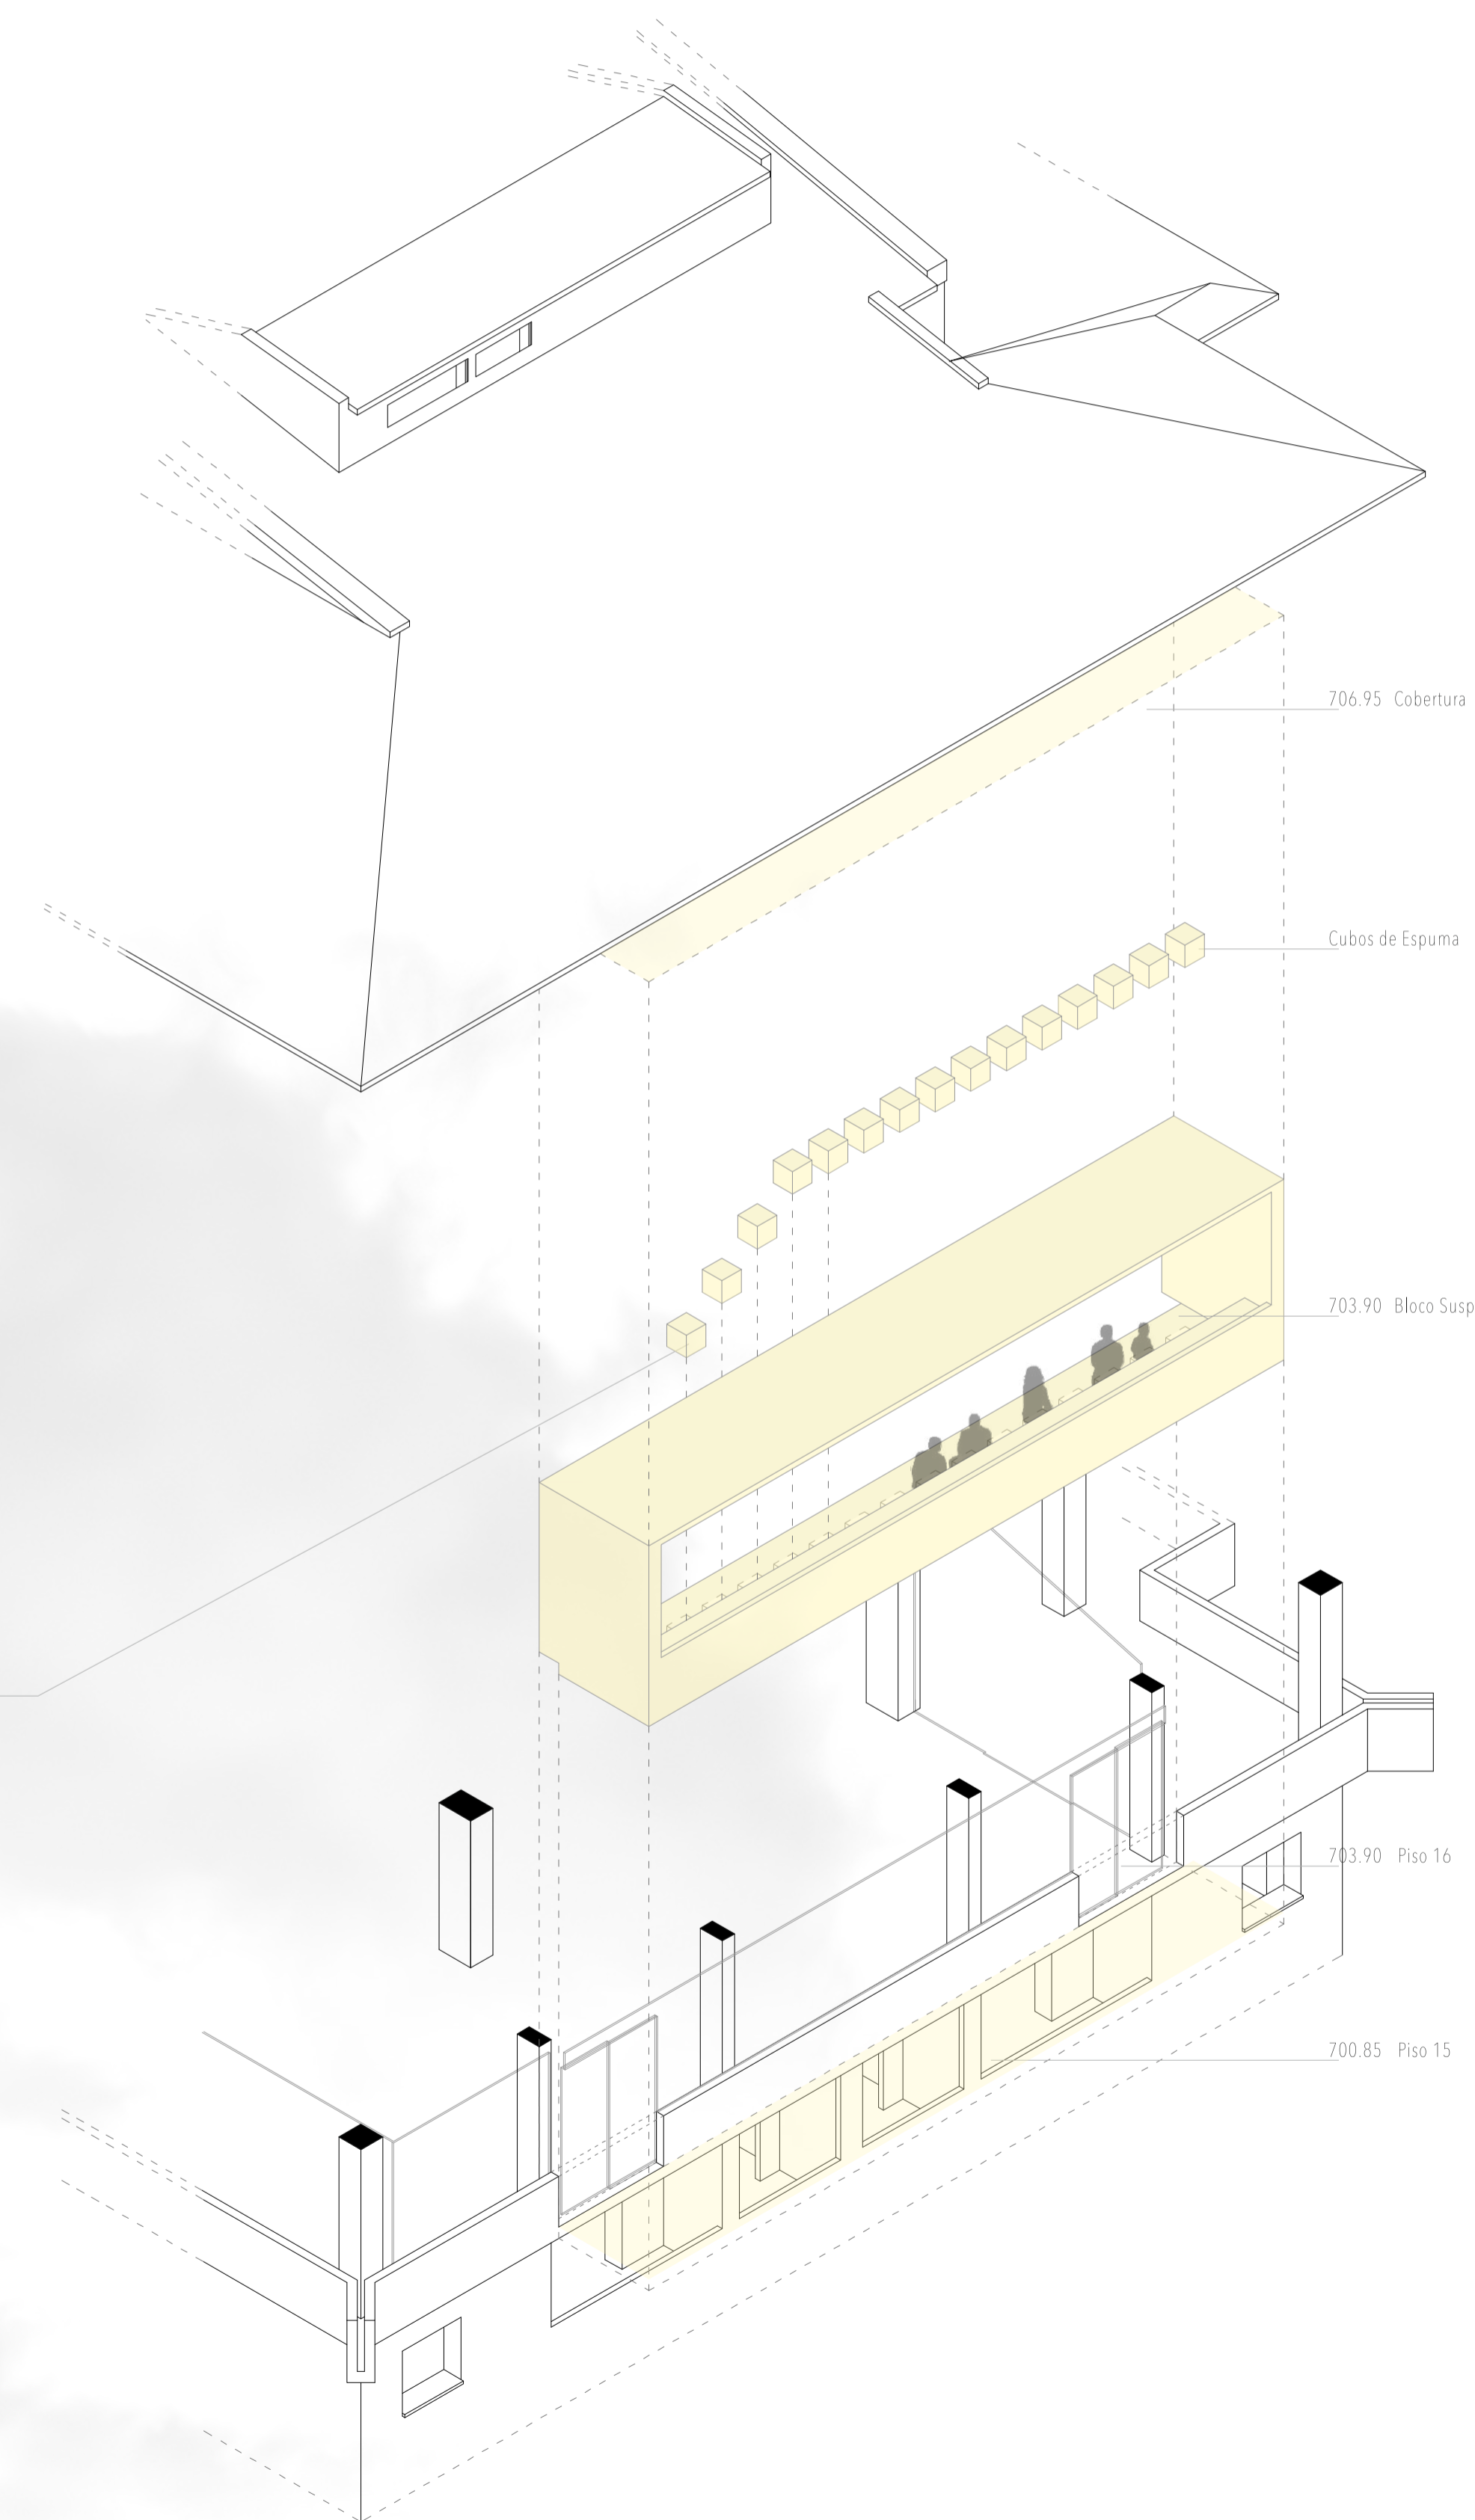 706.95 Cobertura
Cubos de Espuma
703.90 Bloco Susp
703.90 Piso 16
700.85 Piso 15